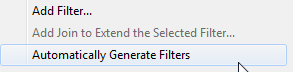 Add Filter...
Add Join to Extend the Selected Filter...
Automatically Generate Filters